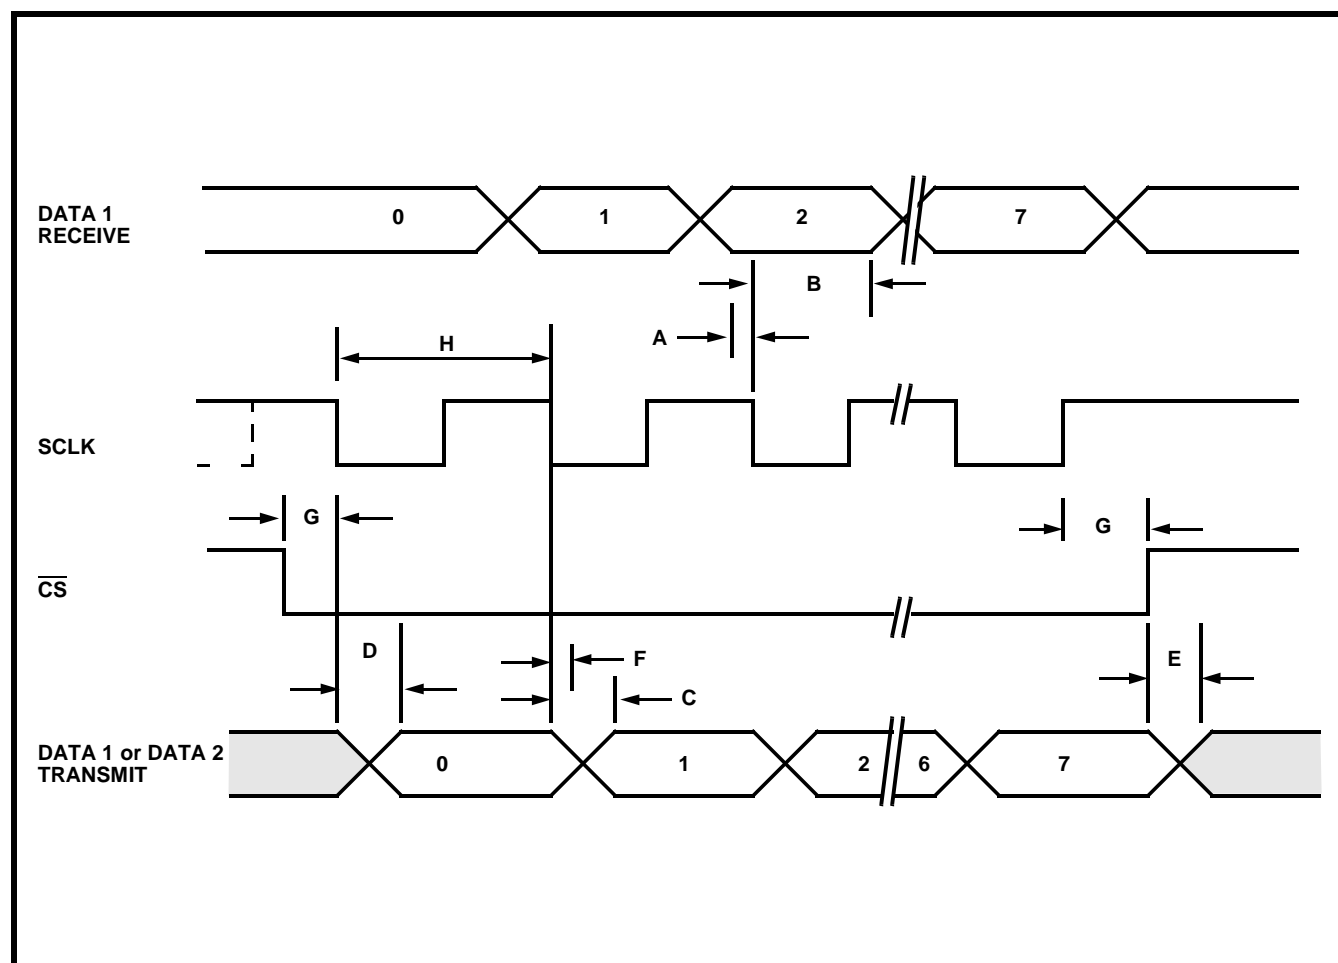 DATA 1
RECEIVE
0
1
2
7
B
A
H
SCLK
G
G
CS
D
F
E
C
DATA 1 or DATA 2
TRANSMIT
0
1
2
6
7